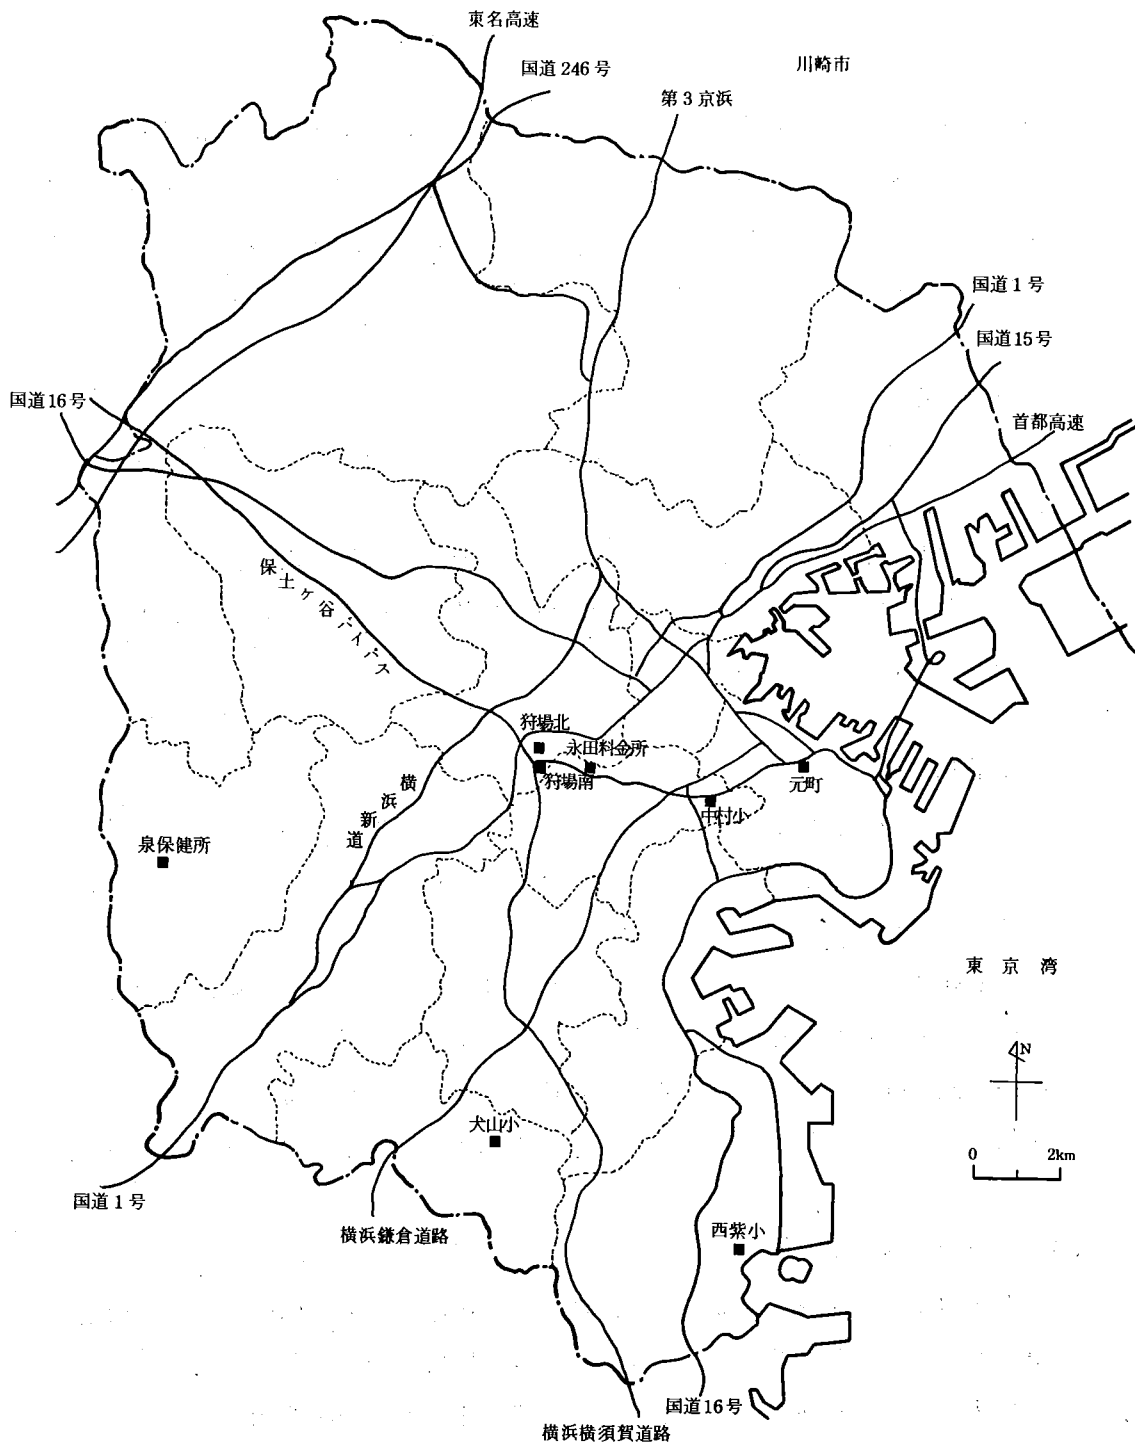 東名高速
国道246号
川崎市
第3京浜
国道1号
国道15号
国道16号
首都高速
保土ヶ谷バイパス
狩場北
永田料金所
狩場南
元町
中村小
横浜新道
泉保健所
東京湾
N
犬山小
0 2km
国道1号
横浜鎌倉道路
西柴小
国道16号
横浜横須賀道路